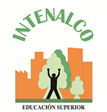 INTENALCO
EDUCACIÓN SUPERIOR